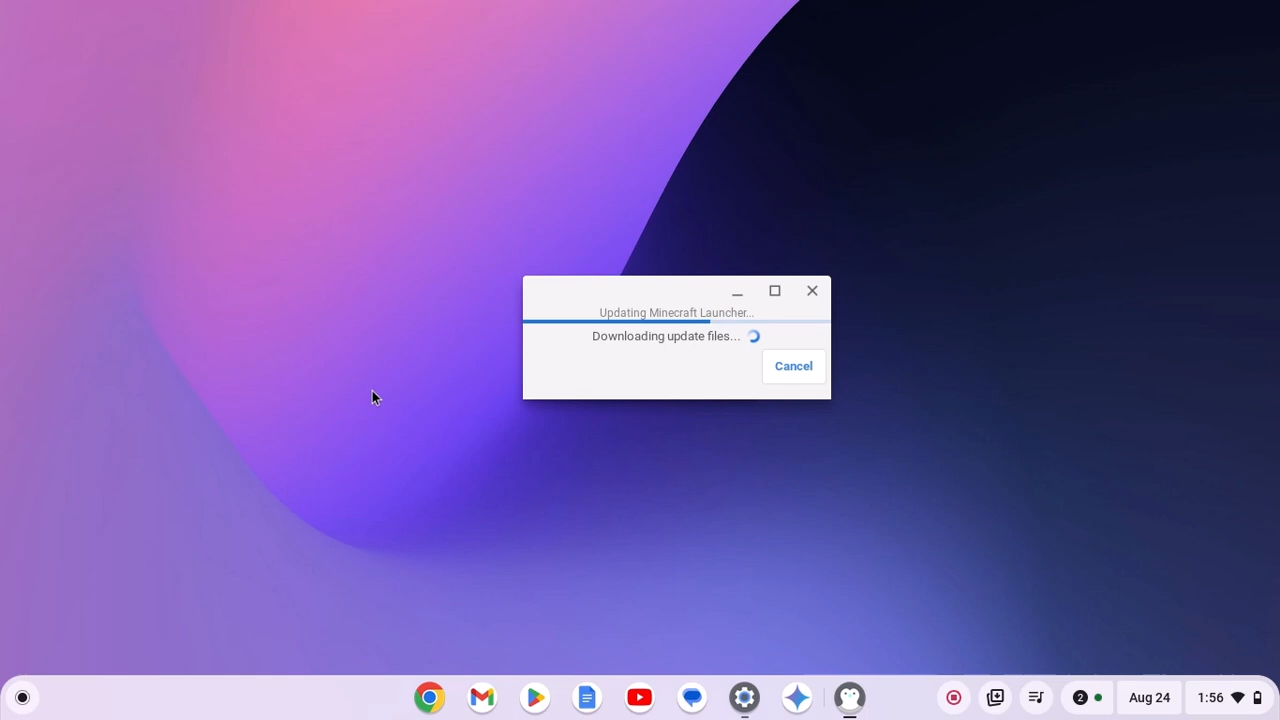 Updating Minecraft Launcher...
Downloading update files...
Cancel
2
Aug 24
1:56